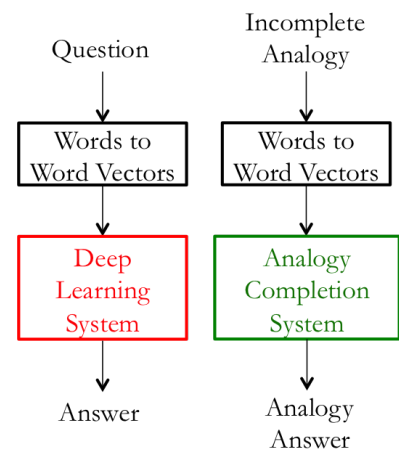 Question
Words to
Word Vectors
Deep
Learning
System
Answer
Incomplete
Analogy
Words to
Word Vectors
Analogy
Completion
System
Analogy
Answer